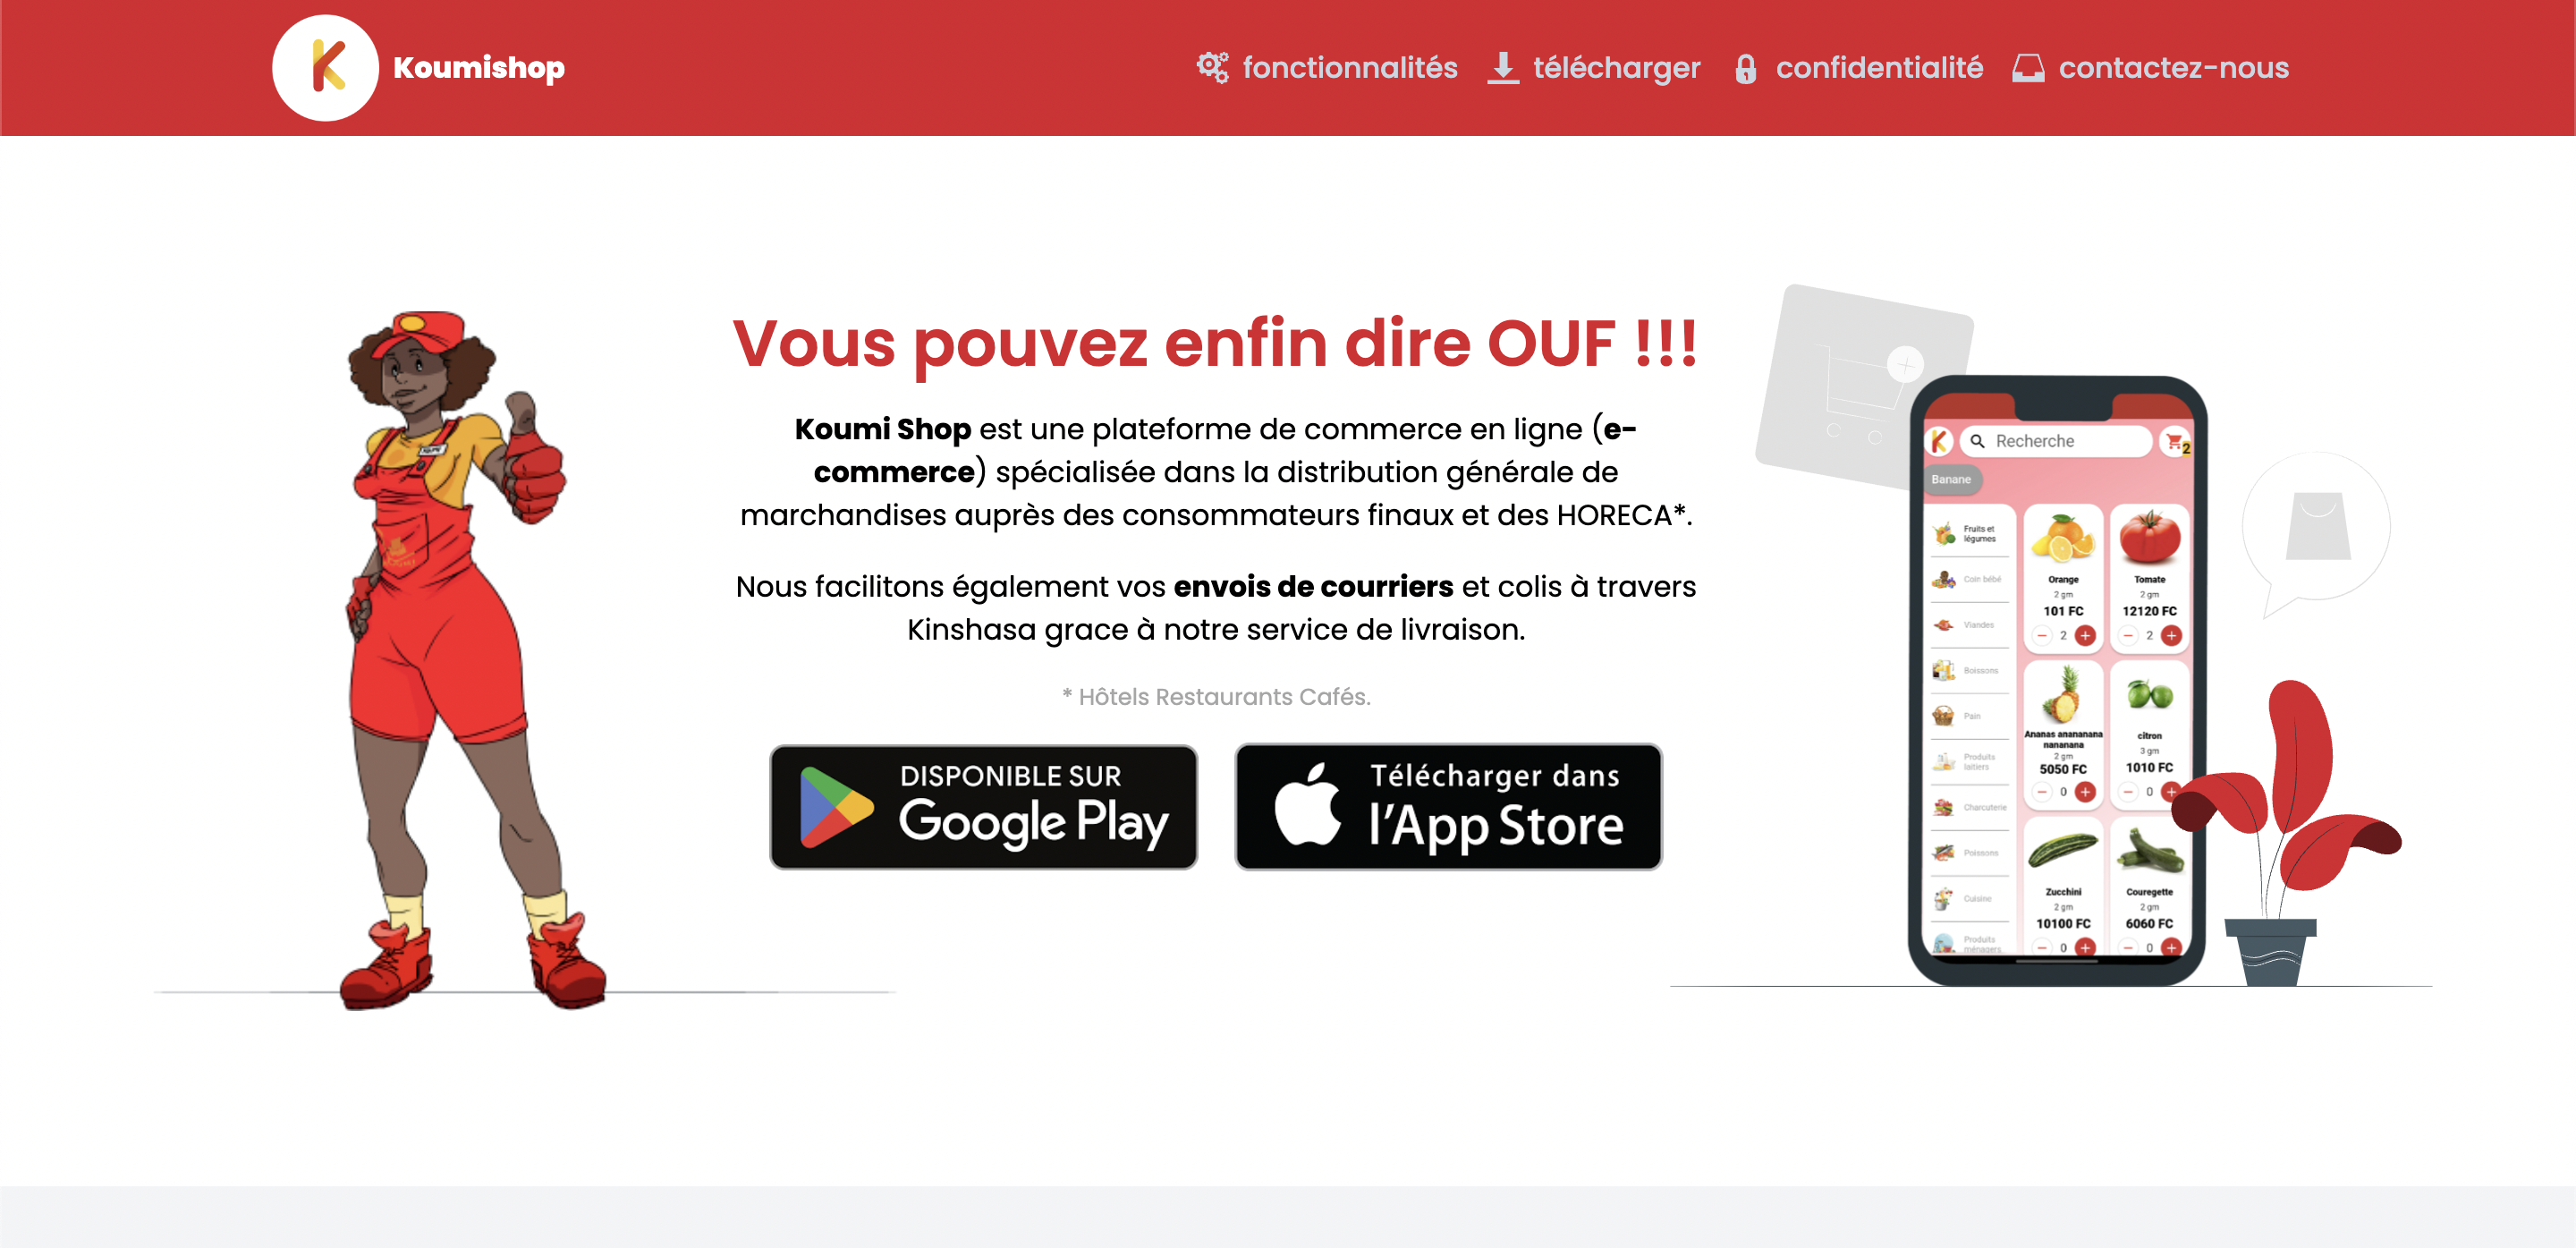 Koumishop
fonctionnalités
télécharger
confidentialité
contactez-nous
Vous pouvez enfin dire OUF !!!
Koumi Shop est une plateforme de commerce en ligne (e-
commerce) spécialisée dans la distribution générale de
marchandises auprès des consommateurs finaux et des HORECA*.
Nous facilitons également vos envois de courriers et colis à travers
Kinshasa grace à notre service de livraison.
* Hôtels Restaurants Cafés.
DISPONIBLE SUR
Google Play
Télécharger dans
l'App Store
Recherche
2
Banane
Fruits et
légumes
Coin bébé
Viandes
Boissons
Pain
Produits
laitiers
Charcuterie
Poissons
Cuisine
Produits
ménagers
Orange
2 gm
101 FC
− 2 +
Tomate
2 gm
12120 FC
− 2 +
Ananas ananananana
nananana
2 gm
5050 FC
− 0 +
citron
3 gm
1010 FC
− 0 +
Zucchini
2 gm
10100 FC
− 0 +
Couregette
2 gm
6060 FC
− 0 +